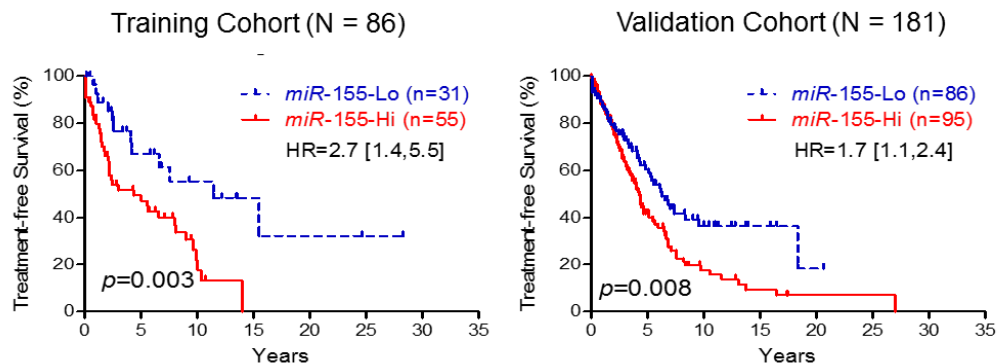 Training Cohort (N = 86)
Treatment-free Survival (%)
100
80
60
40
20
0
miR-155-Lo (n=31)
miR-155-Hi (n=55)
HR=2.7 [1.4,5.5]
p=0.003
0 5 10 15 20 25 30 35
Years
Validation Cohort (N = 181)
Treatment-free Survival (%)
100
80
60
40
20
0
miR-155-Lo (n=86)
miR-155-Hi (n=95)
HR=1.7 [1.1,2.4]
p=0.008
0 5 10 15 20 25 30 35
Years